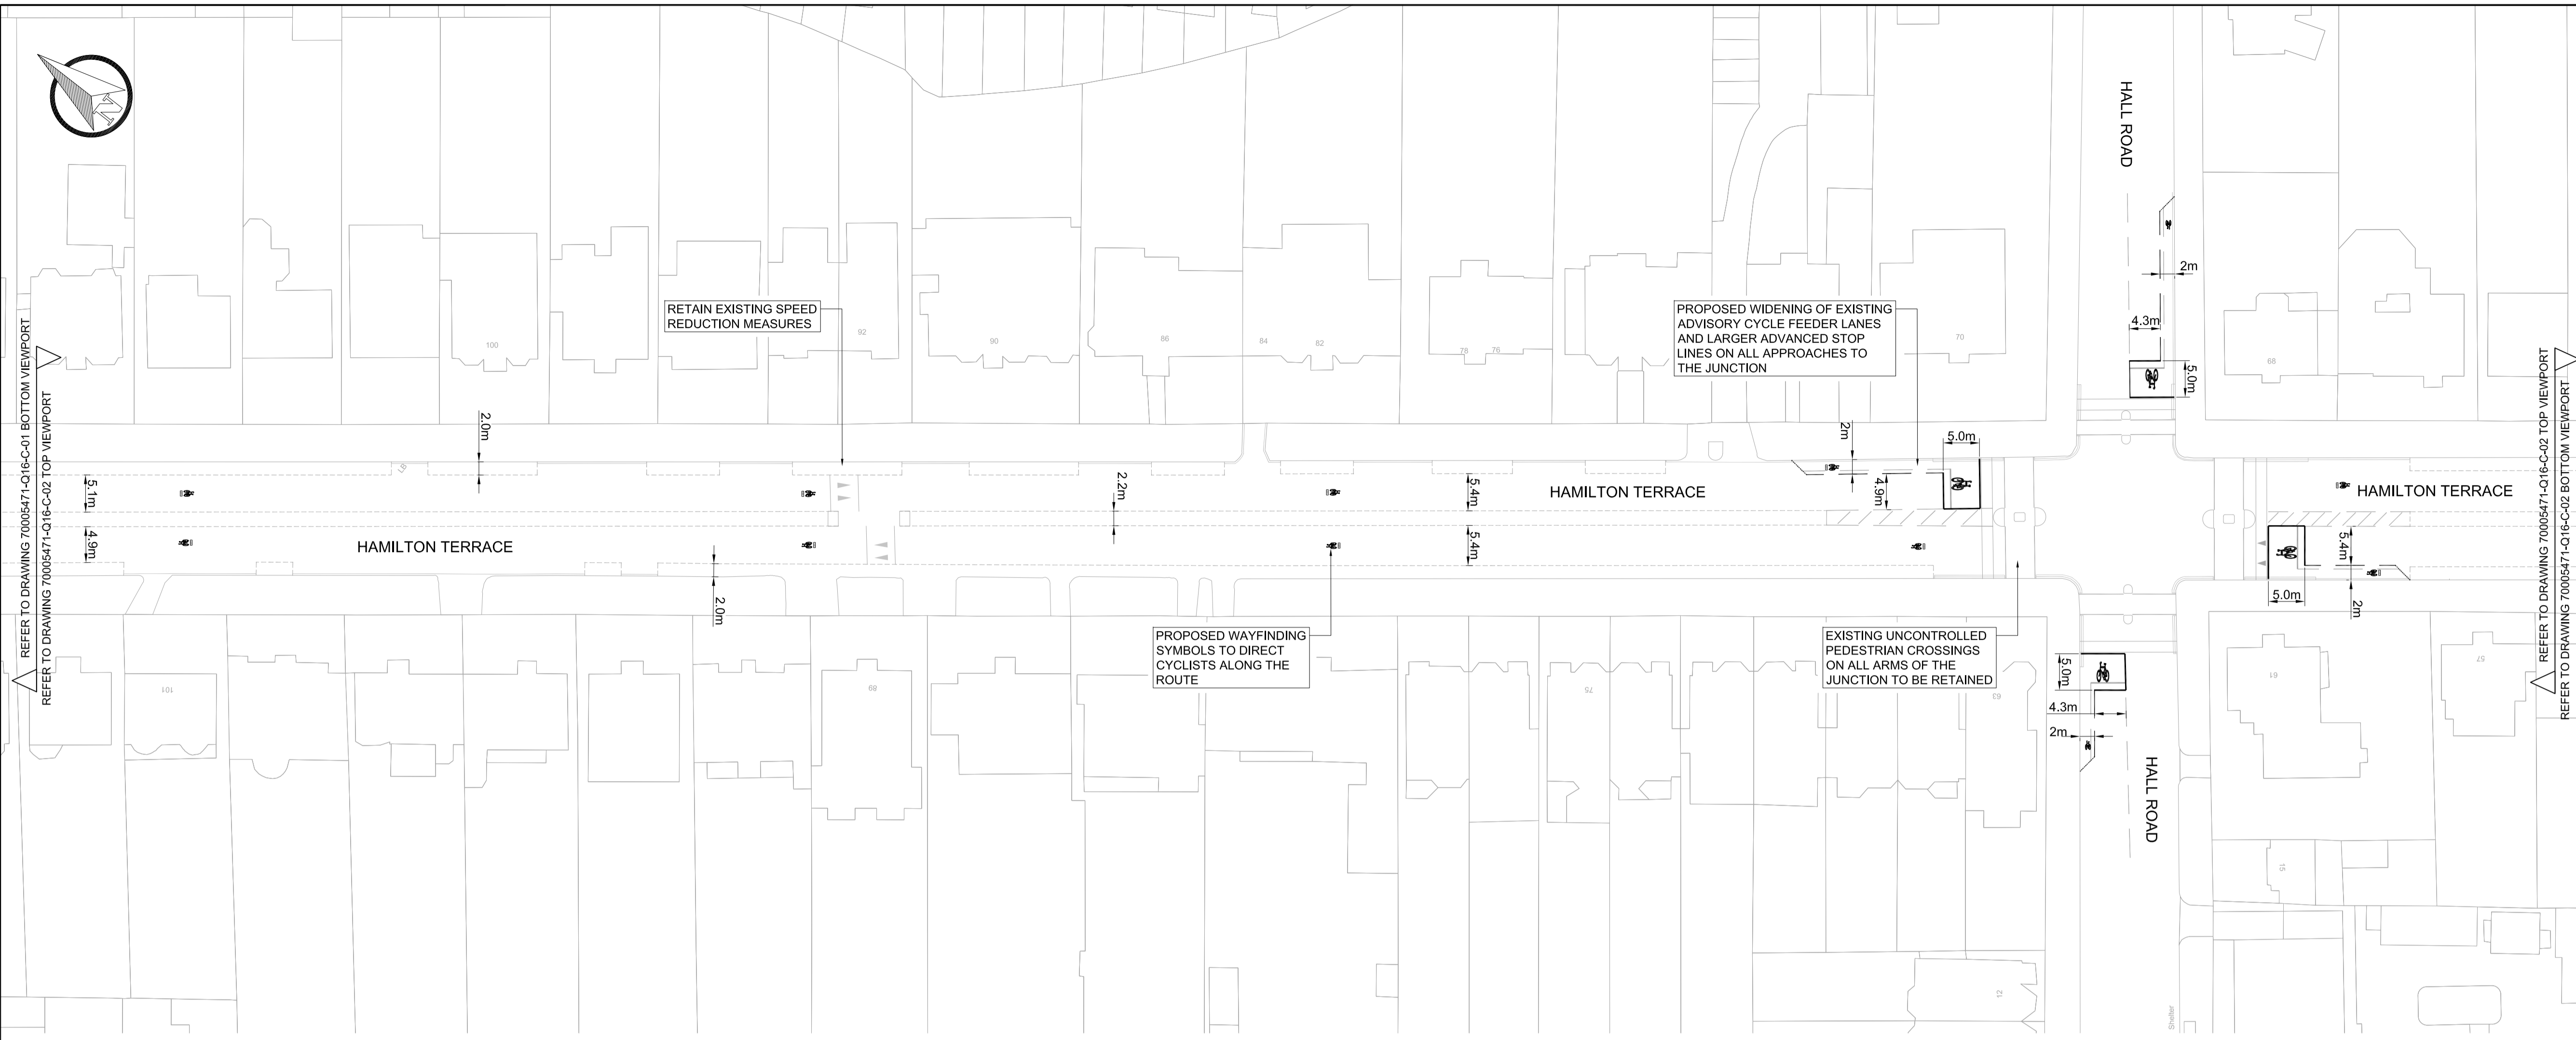 N
HALL ROAD
REFER TO DRAWING 70005471-Q16-C-01 BOTTOM VIEWPORT
REFER TO DRAWING 70005471-Q16-C-02 TOP VIEWPORT
RETAIN EXISTING SPEED
REDUCTION MEASURES
PROPOSED WIDENING OF EXISTING
ADVISORY CYCLE FEEDER LANES
AND LARGER ADVANCED STOP
LINES ON ALL APPROACHES TO
THE JUNCTION
2m
4.3m
5.0m
100
92
90
86
84
82
78
76
70
68
LB
2.0m
5.1m
4.9m
2.2m
5.4m
5.4m
2m
5.0m
4.9m
HAMILTON TERRACE
HAMILTON TERRACE
HAMILTON TERRACE
2.0m
5.4m
5.0m
2m
PROPOSED WAYFINDING
SYMBOLS TO DIRECT
CYCLISTS ALONG THE
ROUTE
EXISTING UNCONTROLLED
PEDESTRIAN CROSSINGS
ON ALL ARMS OF THE
JUNCTION TO BE RETAINED
5.0m
4.3m
2m
101
89
75
63
61
57
HALL ROAD
15
12
Shelter
REFER TO DRAWING 70005471-Q16-C-02 TOP VIEWPORT
REFER TO DRAWING 70005471-Q16-C-02 BOTTOM VIEWPORT